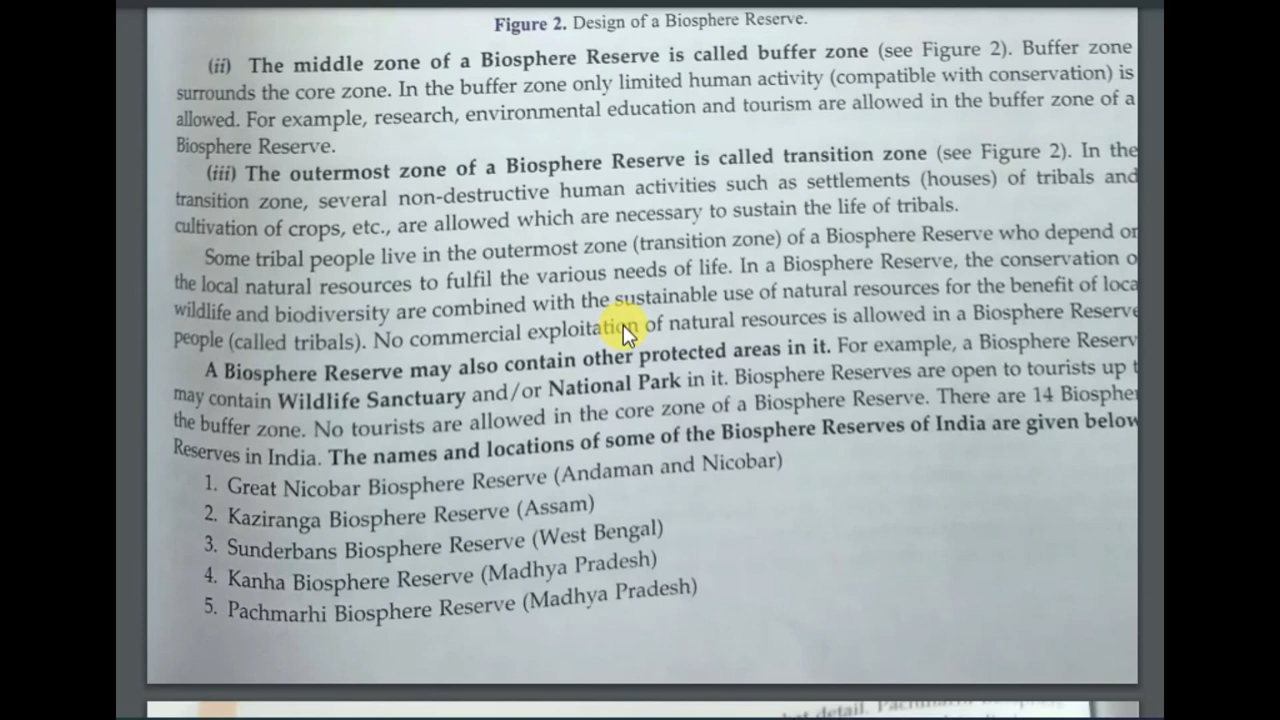 Figure 2. Design of a Biosphere Reserve.
(ii) The middle zone of a Biosphere Reserve is called buffer zone (see Figure 2). Buffer zone
surrounds the core zone. In the buffer zone only limited human activity (compatible with conservation) is
allowed. For example, research, environmental education and tourism are allowed in the buffer zone of a
Biosphere Reserve.
(iii) The outermost zone of a Biosphere Reserve is called transition zone (see Figure 2). In the
transition zone, several non-destructive human activities such as settlements (houses) of tribals and
cultivation of crops, etc., are allowed which are necessary to sustain the life of tribals.
Some tribal people live in the outermost zone (transition zone) of a Biosphere Reserve who depend or
the local natural resources to fulfil the various needs of life. In a Biosphere Reserve, the conservation o
wildlife and biodiversity are combined with the sustainable use of natural resources for the benefit of loca
people (called tribals). No commercial exploitation of natural resources is allowed in a Biosphere Reserve
A Biosphere Reserve may also contain other protected areas in it. For example, a Biosphere Reserv
may contain Wildlife Sanctuary and/or National Park in it. Biosphere Reserves are open to tourists up t
the buffer zone. No tourists are allowed in the core zone of a Biosphere Reserve. There are 14 Biospher
Reserves in India. The names and locations of some of the Biosphere Reserves of India are given below
1. Great Nicobar Biosphere Reserve (Andaman and Nicobar)
2. Kaziranga Biosphere Reserve (Assam)
3. Sunderbans Biosphere Reserve (West Bengal)
4. Kanha Biosphere Reserve (Madhya Pradesh)
5. Pachmarhi Biosphere Reserve (Madhya Pradesh)
detail.